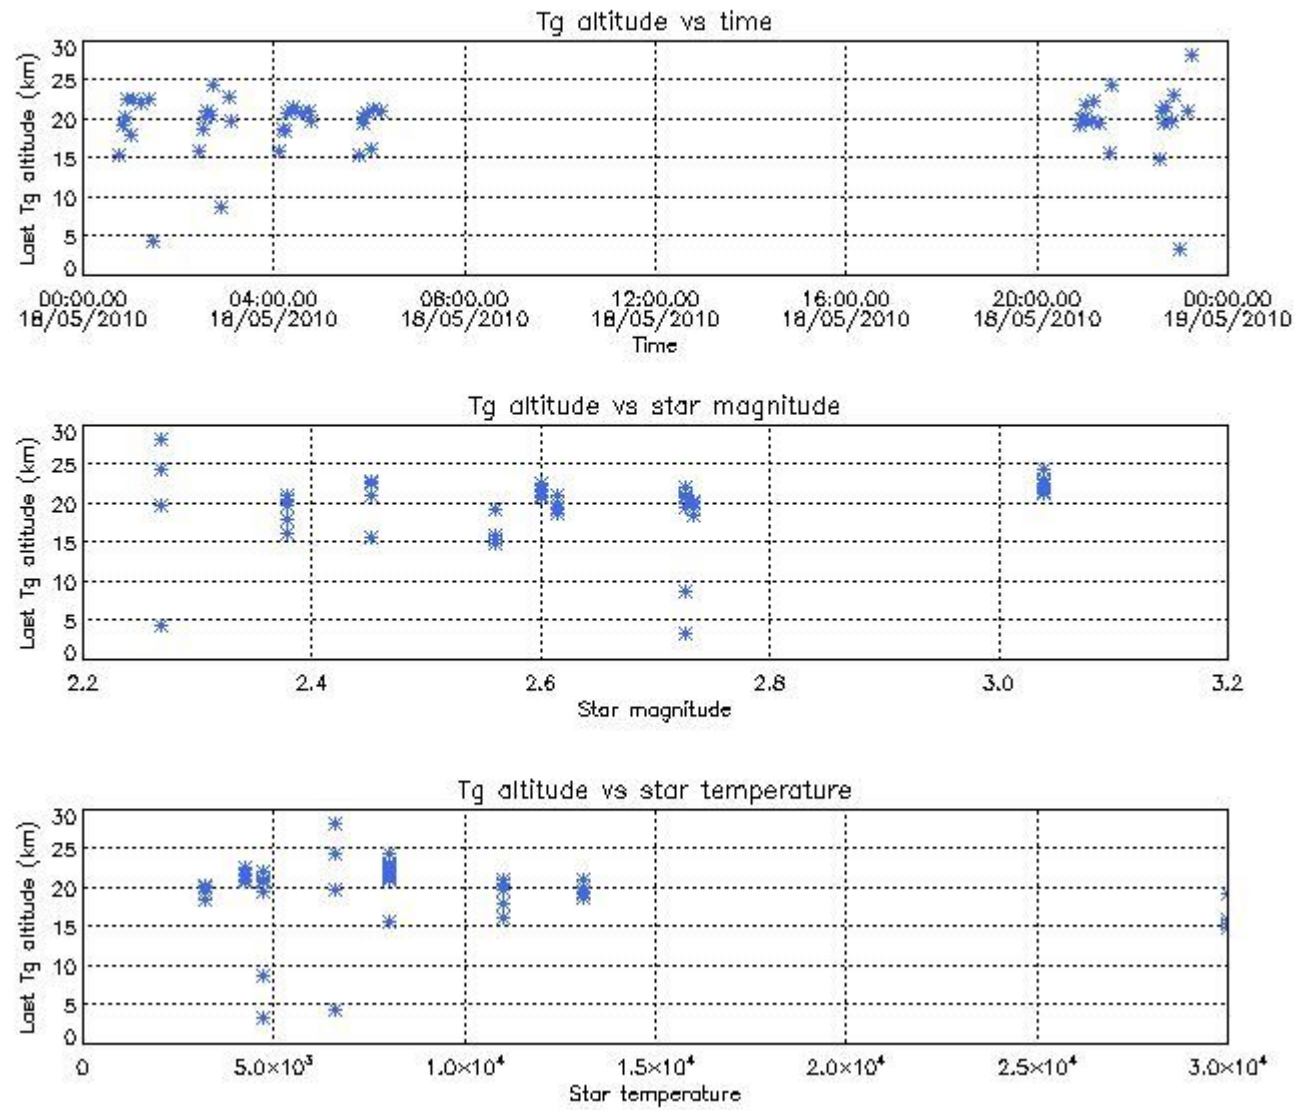 Tg altitude vs time
Last Tg altitude (km)
30
25
20
15
10
5
0
00:00.00 04:00.00 08:00.00 12:00.00 16:00.00 20:00.00 00:00.00
18/05/2010 18/05/2010 18/05/2010 18/05/2010 18/05/2010 18/05/2010 19/05/2010
Time
Tg altitude vs star magnitude
Last Tg altitude (km)
30
25
20
15
10
5
0
2.2 2.4 2.6 2.8 3.0 3.2
Star magnitude
Tg altitude vs star temperature
Last Tg altitude (km)
30
25
20
15
10
5
0
0 5.0×10³ 1.0×10⁴ 1.5×10⁴ 2.0×10⁴ 2.5×10⁴ 3.0×10⁴
Star temperature